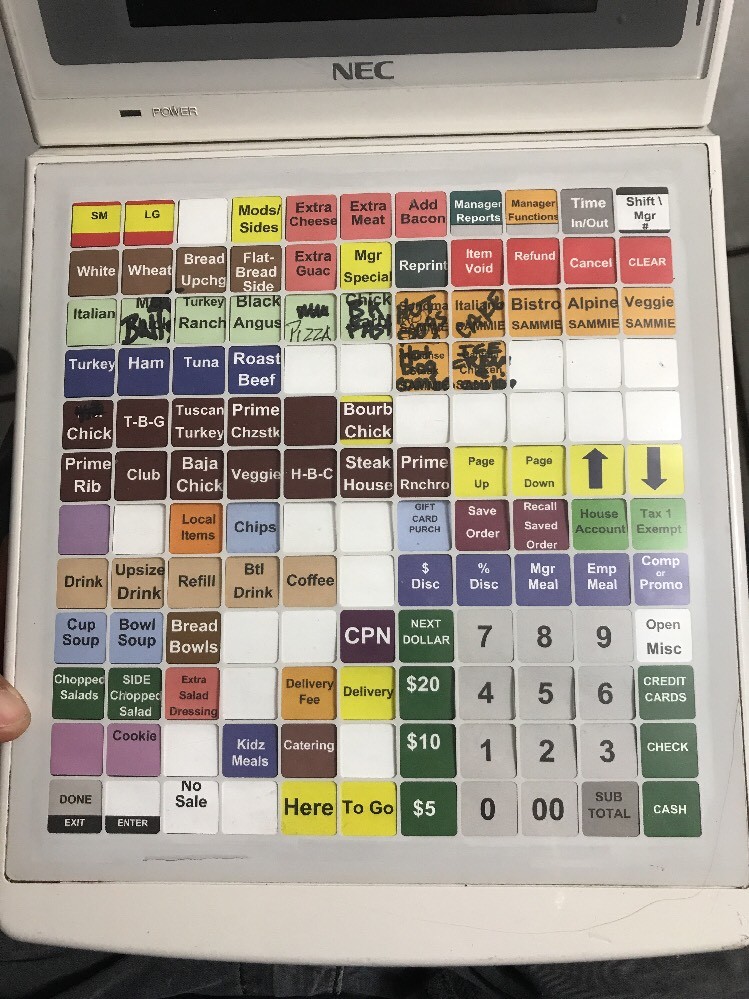 NEC
POWER
SM LG Mods/ Sides Extra Cheese Extra Meat Add Bacon Manager Reports Manager Functions Time In/Out Shift \ Mgr #
White Wheat Bread Upchg Flat- Bread Side Extra Guac Mgr Special Reprint Item Void Refund Cancel CLEAR
Italian Turkey Ranch Black Angus PIZZA Chick Italian Bistro SAMMIE Alpine SAMMIE Veggie SAMMIE
Turkey Ham Tuna Roast Beef
Chick T-B-G Tuscan Turkey Prime Chzstk Bourb Chick
Prime Rib Club Baja Chick Veggie H-B-C Steak House Prime Rnchro Page Up Page Down
Local Items Chips GIFT CARD PURCH Save Order Recall Saved Order House Account Tax 1 Exempt
Drink Upsize Drink Refill Btl Drink Coffee $ Disc % Disc Mgr Meal Emp Meal Comp or Promo
Cup Soup Bowl Soup Bread Bowls CPN NEXT DOLLAR 7 8 9 Open Misc
Chopped Salads SIDE Chopped Salad Extra Salad Dressing Delivery Fee Delivery $20 4 5 6 CREDIT CARDS
Cookie Kidz Meals Catering $10 1 2 3 CHECK
DONE EXIT ENTER No Sale Here To Go $5 0 00 SUB TOTAL CASH